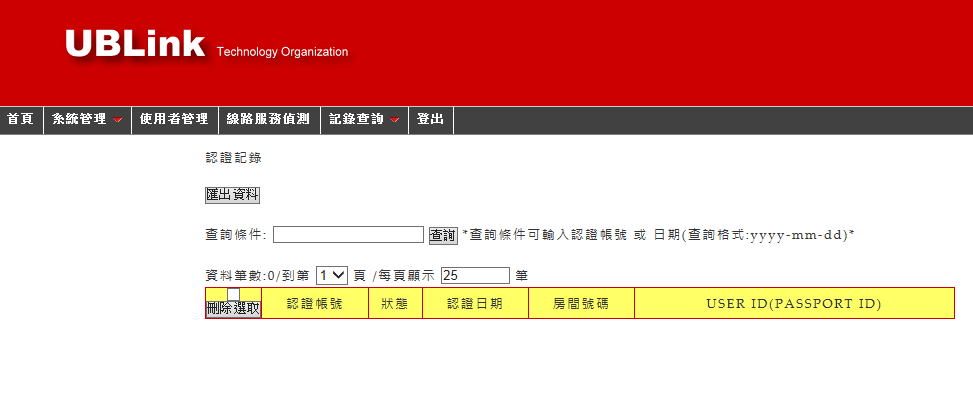 UBLink Technology Organization
首頁 系統管理 使用者管理 線路服務偵測 記錄查詢 登出
認證記錄
匯出資料
查詢條件: 查詢 *查詢條件可輸入認證帳號 或 日期(查詢格式:yyyy-mm-dd)*
資料筆數:0/到第 1 頁 /每頁顯示 25 筆
刪除選取 認證帳號 狀態 認證日期 房間號碼 USER ID(PASSPORT ID)